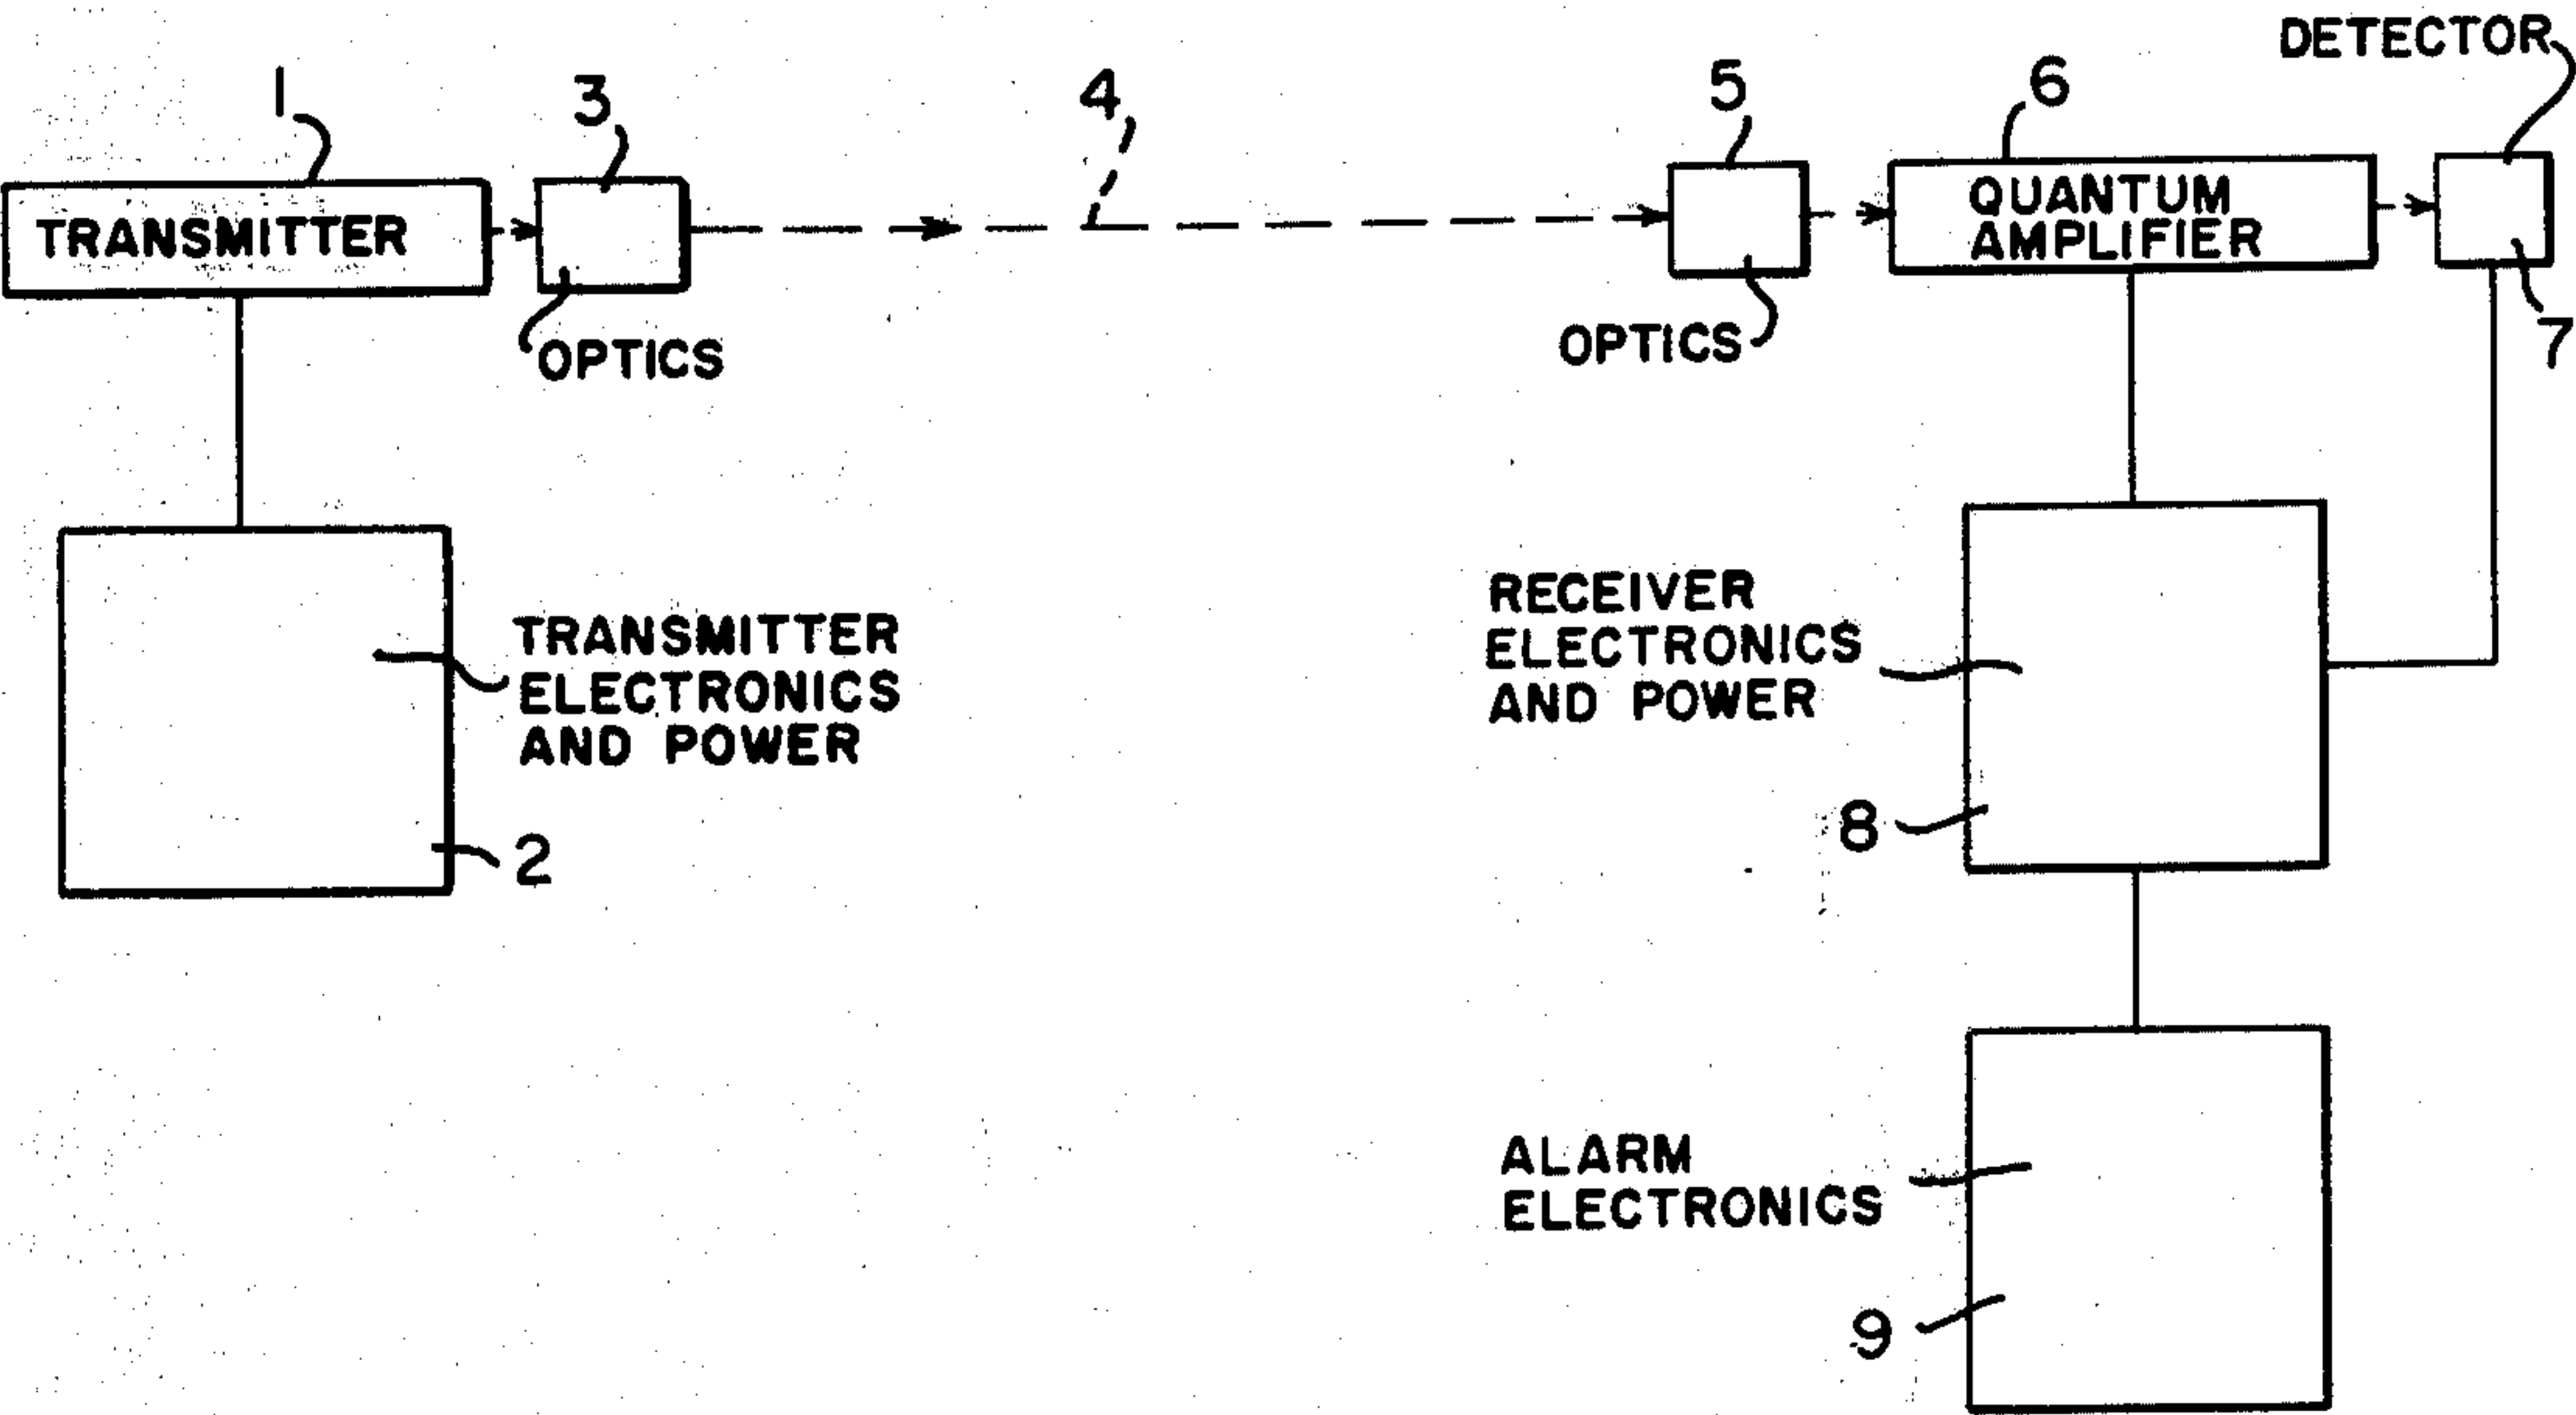 DETECTOR
1
3
4
5
6
TRANSMITTER
QUANTUM
AMPLIFIER
OPTICS
OPTICS
7
TRANSMITTER
ELECTRONICS
AND POWER
2
RECEIVER
ELECTRONICS
AND POWER
8
ALARM
ELECTRONICS
9